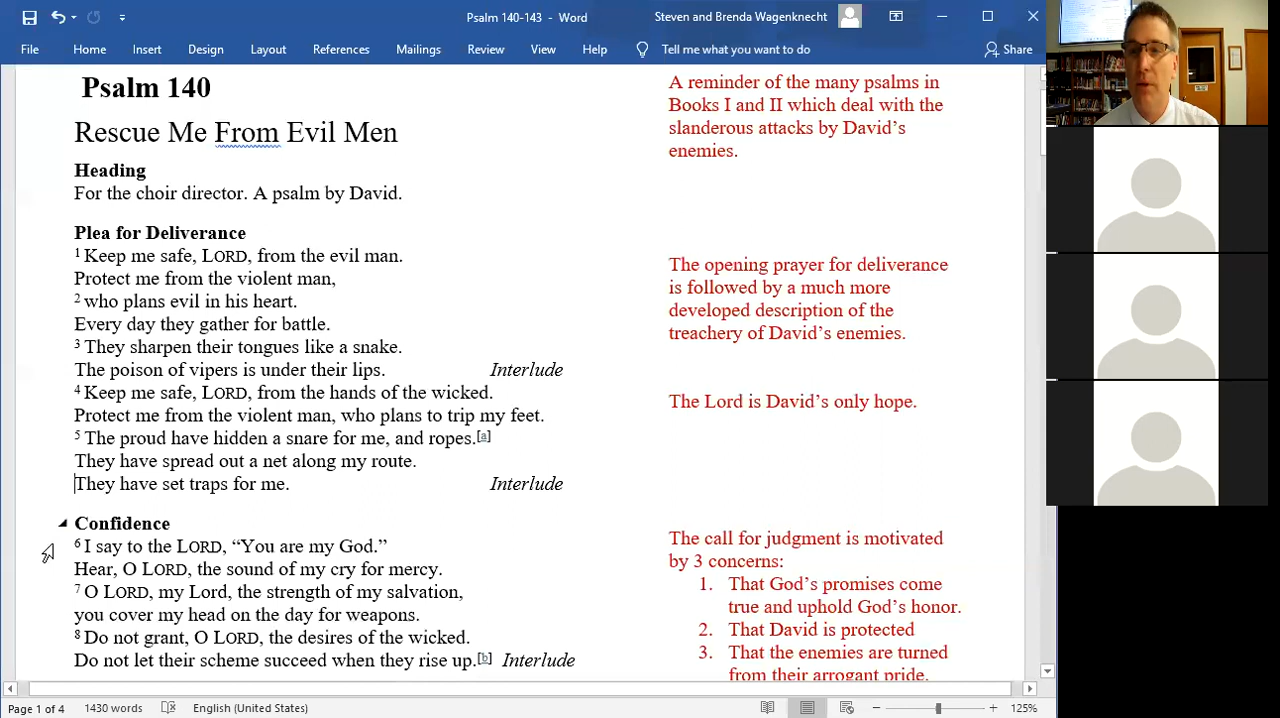 Psalm 140-143 - Word
Steven and Brenda Wagenknecht
File Home Insert Design Layout References Mailings Review View Help Tell me what you want to do Share
Psalm 140
Rescue Me From Evil Men
Heading
For the choir director. A psalm by David.
Plea for Deliverance
1 Keep me safe, LORD, from the evil man.
Protect me from the violent man,
2 who plans evil in his heart.
Every day they gather for battle.
3 They sharpen their tongues like a snake.
The poison of vipers is under their lips. Interlude
4 Keep me safe, LORD, from the hands of the wicked.
Protect me from the violent man, who plans to trip my feet.
5 The proud have hidden a snare for me, and ropes.[a]
They have spread out a net along my route.
They have set traps for me. Interlude
Confidence
6 I say to the LORD, “You are my God.”
Hear, O LORD, the sound of my cry for mercy.
7 O LORD, my Lord, the strength of my salvation,
you cover my head on the day for weapons.
8 Do not grant, O LORD, the desires of the wicked.
Do not let their scheme succeed when they rise up.[b] Interlude
A reminder of the many psalms in
Books I and II which deal with the
slanderous attacks by David’s
enemies.
The opening prayer for deliverance
is followed by a much more
developed description of the
treachery of David’s enemies.
The Lord is David’s only hope.
The call for judgment is motivated
by 3 concerns:
1. That God’s promises come
true and uphold God’s honor.
2. That David is protected
3. That the enemies are turned
from their arrogant pride.
Page 1 of 4 1430 words English (United States) 125%